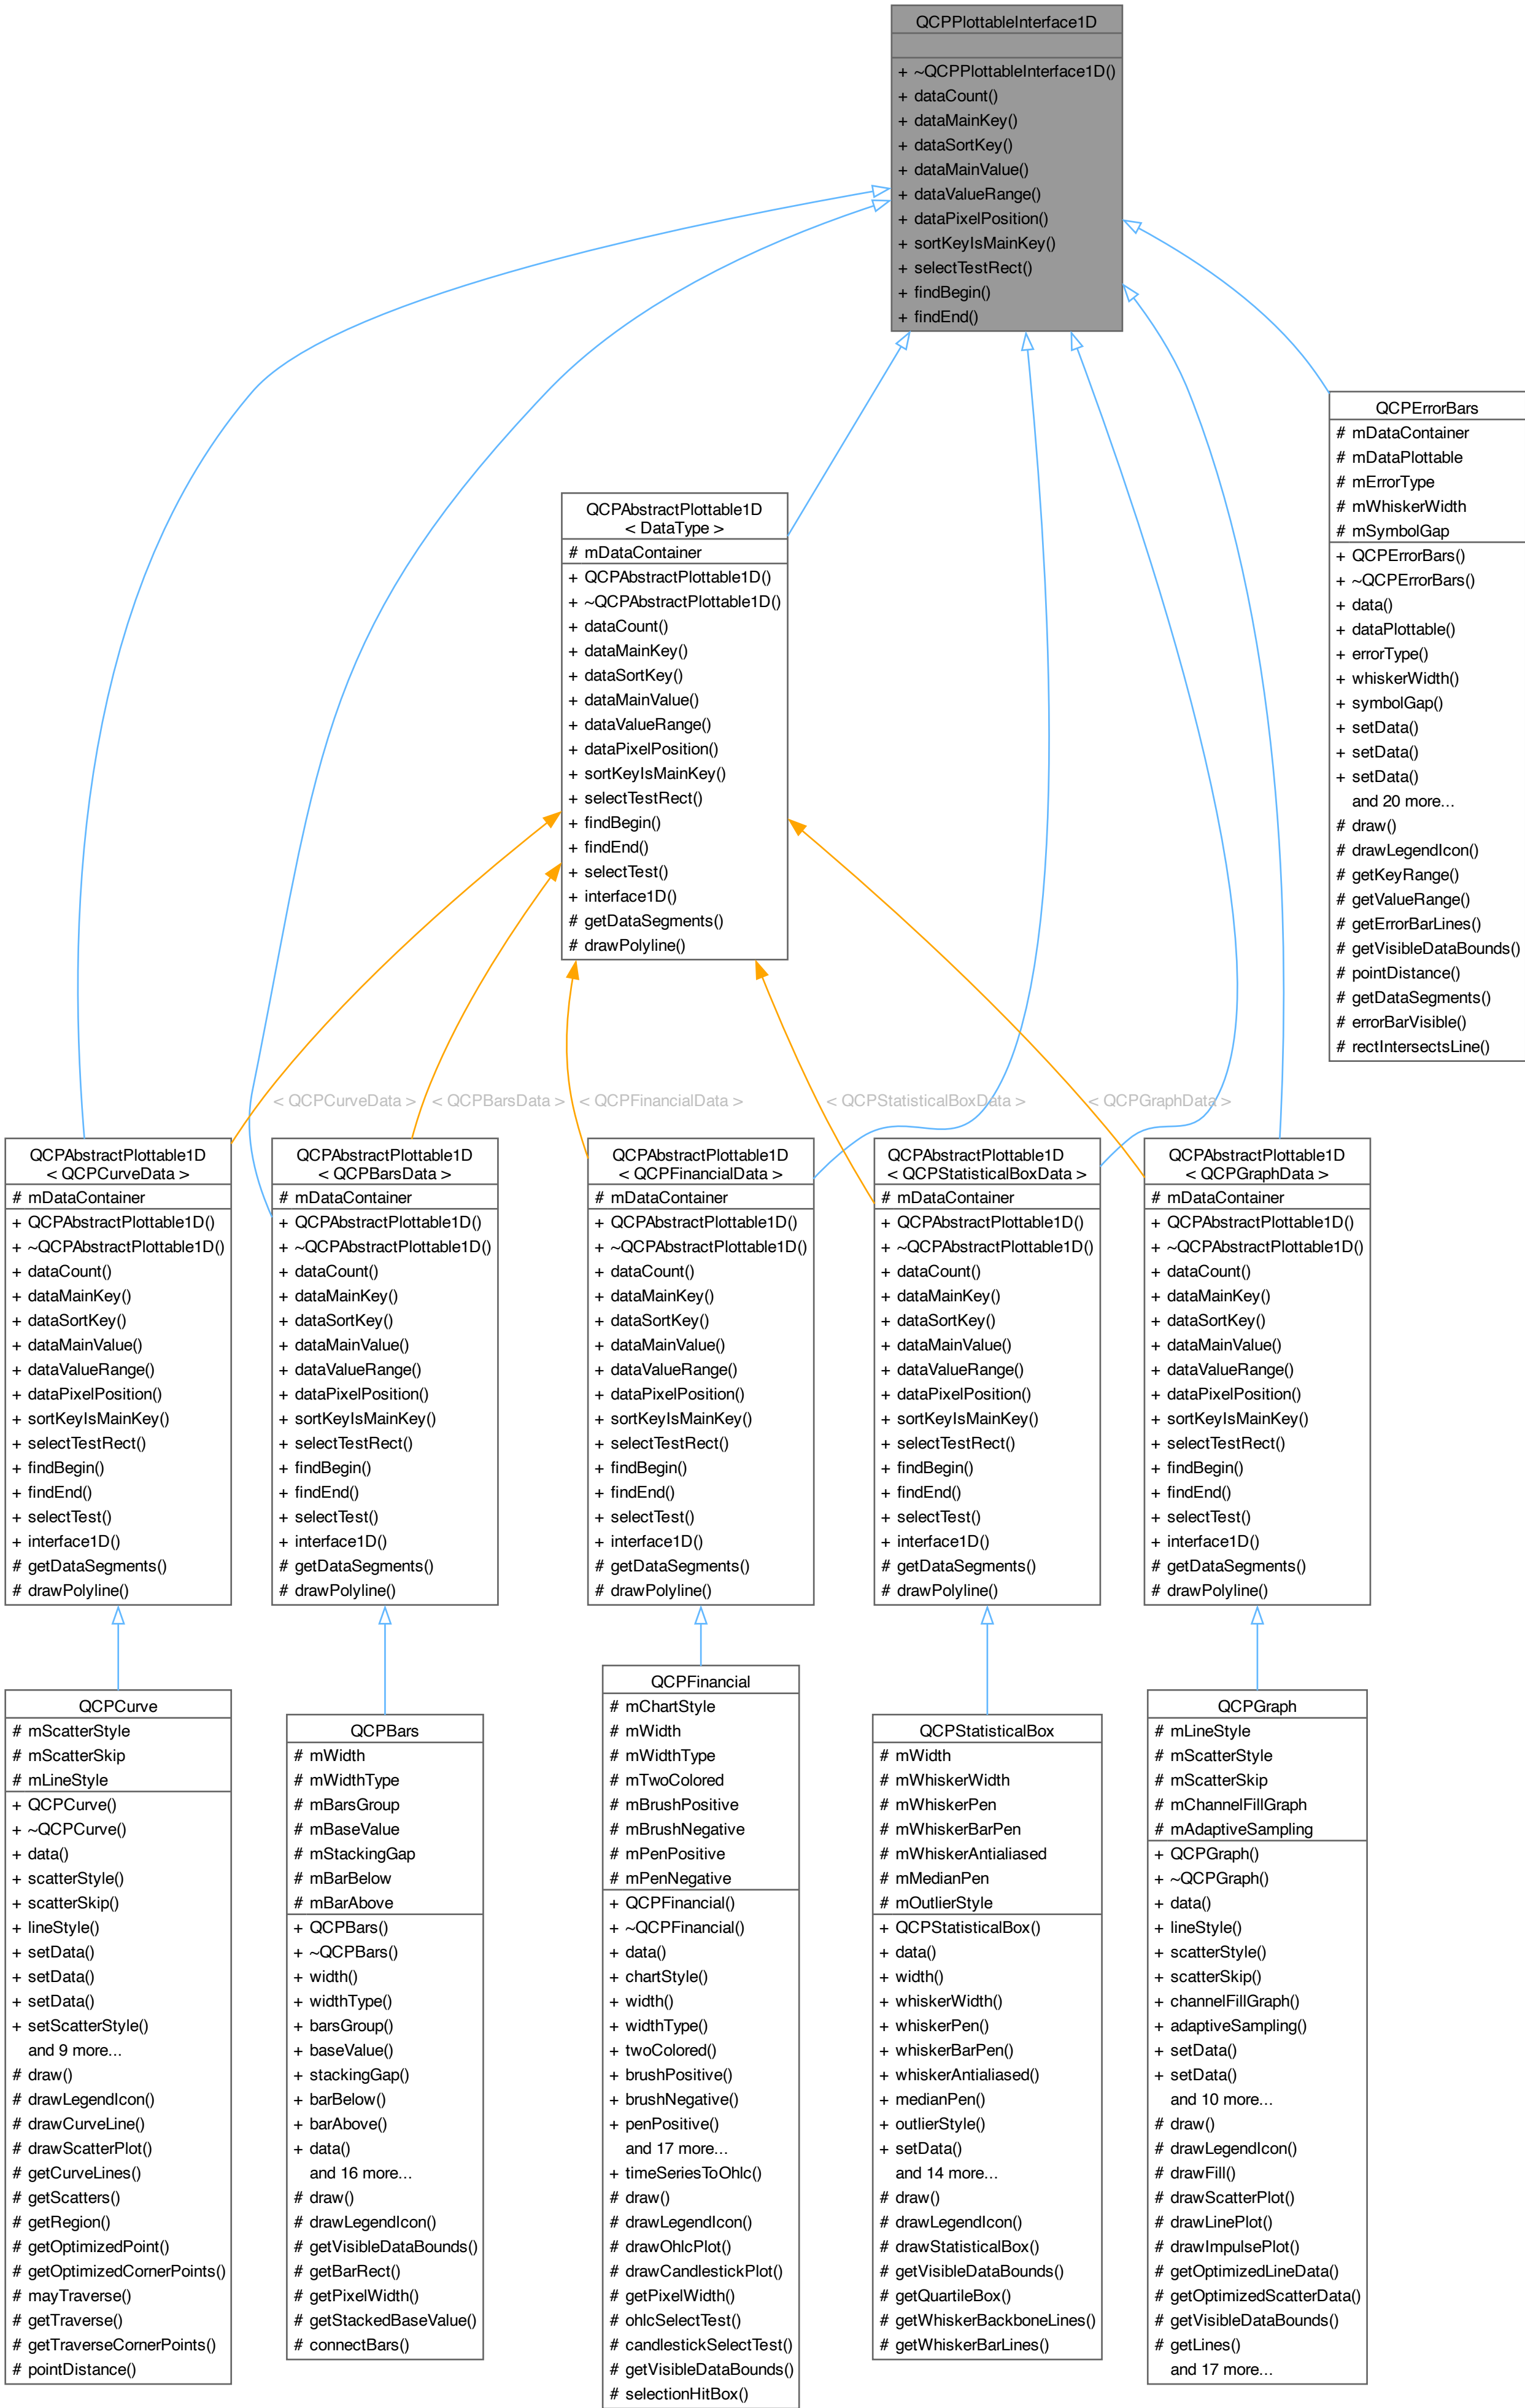 QCPPlottableInterface1D
+ ~QCPPlottableInterface1D()
+ dataCount()
+ dataMainKey()
+ dataSortKey()
+ dataMainValue()
+ dataValueRange()
+ dataPixelPosition()
+ sortKeyIsMainKey()
+ selectTestRect()
+ findBegin()
+ findEnd()
QCPErrorBars
# mDataContainer
# mDataPlottable
# mErrorType
# mWhiskerWidth
# mSymbolGap
+ QCPErrorBars()
+ ~QCPErrorBars()
+ data()
+ dataPlottable()
+ errorType()
+ whiskerWidth()
+ symbolGap()
+ setData()
+ setData()
+ setData()
and 20 more...
# draw()
# drawLegendIcon()
# getKeyRange()
# getValueRange()
# getErrorBarLines()
# getVisibleDataBounds()
# pointDistance()
# getDataSegments()
# errorBarVisible()
# rectIntersectsLine()
QCPAbstractPlottable1D
< DataType >
# mDataContainer
+ QCPAbstractPlottable1D()
+ ~QCPAbstractPlottable1D()
+ dataCount()
+ dataMainKey()
+ dataSortKey()
+ dataMainValue()
+ dataValueRange()
+ dataPixelPosition()
+ sortKeyIsMainKey()
+ selectTestRect()
+ findBegin()
+ findEnd()
+ selectTest()
+ interface1D()
# getDataSegments()
# drawPolyline()
< QCPCurveData >
< QCPBarsData >
< QCPFinancialData >
< QCPStatisticalBoxData >
< QCPGraphData >
QCPAbstractPlottable1D
< QCPCurveData >
# mDataContainer
+ QCPAbstractPlottable1D()
+ ~QCPAbstractPlottable1D()
+ dataCount()
+ dataMainKey()
+ dataSortKey()
+ dataMainValue()
+ dataValueRange()
+ dataPixelPosition()
+ sortKeyIsMainKey()
+ selectTestRect()
+ findBegin()
+ findEnd()
+ selectTest()
+ interface1D()
# getDataSegments()
# drawPolyline()
QCPAbstractPlottable1D
< QCPBarsData >
# mDataContainer
+ QCPAbstractPlottable1D()
+ ~QCPAbstractPlottable1D()
+ dataCount()
+ dataMainKey()
+ dataSortKey()
+ dataMainValue()
+ dataValueRange()
+ dataPixelPosition()
+ sortKeyIsMainKey()
+ selectTestRect()
+ findBegin()
+ findEnd()
+ selectTest()
+ interface1D()
# getDataSegments()
# drawPolyline()
QCPAbstractPlottable1D
< QCPFinancialData >
# mDataContainer
+ QCPAbstractPlottable1D()
+ ~QCPAbstractPlottable1D()
+ dataCount()
+ dataMainKey()
+ dataSortKey()
+ dataMainValue()
+ dataValueRange()
+ dataPixelPosition()
+ sortKeyIsMainKey()
+ selectTestRect()
+ findBegin()
+ findEnd()
+ selectTest()
+ interface1D()
# getDataSegments()
# drawPolyline()
QCPAbstractPlottable1D
< QCPStatisticalBoxData >
# mDataContainer
+ QCPAbstractPlottable1D()
+ ~QCPAbstractPlottable1D()
+ dataCount()
+ dataMainKey()
+ dataSortKey()
+ dataMainValue()
+ dataValueRange()
+ dataPixelPosition()
+ sortKeyIsMainKey()
+ selectTestRect()
+ findBegin()
+ findEnd()
+ selectTest()
+ interface1D()
# getDataSegments()
# drawPolyline()
QCPAbstractPlottable1D
< QCPGraphData >
# mDataContainer
+ QCPAbstractPlottable1D()
+ ~QCPAbstractPlottable1D()
+ dataCount()
+ dataMainKey()
+ dataSortKey()
+ dataMainValue()
+ dataValueRange()
+ dataPixelPosition()
+ sortKeyIsMainKey()
+ selectTestRect()
+ findBegin()
+ findEnd()
+ selectTest()
+ interface1D()
# getDataSegments()
# drawPolyline()
QCPCurve
# mScatterStyle
# mScatterSkip
# mLineStyle
+ QCPCurve()
+ ~QCPCurve()
+ data()
+ scatterStyle()
+ scatterSkip()
+ lineStyle()
+ setData()
+ setData()
+ setData()
+ setScatterStyle()
and 9 more...
# draw()
# drawLegendIcon()
# drawCurveLine()
# drawScatterPlot()
# getCurveLines()
# getScatters()
# getRegion()
# getOptimizedPoint()
# getOptimizedCornerPoints()
# mayTraverse()
# getTraverse()
# getTraverseCornerPoints()
# pointDistance()
QCPBars
# mWidth
# mWidthType
# mBarsGroup
# mBaseValue
# mStackingGap
# mBarBelow
# mBarAbove
+ QCPBars()
+ ~QCPBars()
+ width()
+ widthType()
+ barsGroup()
+ baseValue()
+ stackingGap()
+ barBelow()
+ barAbove()
+ data()
and 16 more...
# draw()
# drawLegendIcon()
# getVisibleDataBounds()
# getBarRect()
# getPixelWidth()
# getStackedBaseValue()
# connectBars()
QCPFinancial
# mChartStyle
# mWidth
# mWidthType
# mTwoColored
# mBrushPositive
# mBrushNegative
# mPenPositive
# mPenNegative
+ QCPFinancial()
+ ~QCPFinancial()
+ data()
+ chartStyle()
+ width()
+ widthType()
+ twoColored()
+ brushPositive()
+ brushNegative()
+ penPositive()
and 17 more...
+ timeSeriesToOhlc()
# draw()
# drawLegendIcon()
# drawOhlcPlot()
# drawCandlestickPlot()
# getPixelWidth()
# ohlcSelectTest()
# candlestickSelectTest()
# getVisibleDataBounds()
# selectionHitBox()
QCPStatisticalBox
# mWidth
# mWhiskerWidth
# mWhiskerPen
# mWhiskerBarPen
# mWhiskerAntialiased
# mMedianPen
# mOutlierStyle
+ QCPStatisticalBox()
+ data()
+ width()
+ whiskerWidth()
+ whiskerPen()
+ whiskerBarPen()
+ whiskerAntialiased()
+ medianPen()
+ outlierStyle()
+ setData()
and 14 more...
# draw()
# drawLegendIcon()
# drawStatisticalBox()
# getVisibleDataBounds()
# getQuartileBox()
# getWhiskerBackboneLines()
# getWhiskerBarLines()
QCPGraph
# mLineStyle
# mScatterStyle
# mScatterSkip
# mChannelFillGraph
# mAdaptiveSampling
+ QCPGraph()
+ ~QCPGraph()
+ data()
+ lineStyle()
+ scatterStyle()
+ scatterSkip()
+ channelFillGraph()
+ adaptiveSampling()
+ setData()
+ setData()
and 10 more...
# draw()
# drawLegendIcon()
# drawFill()
# drawScatterPlot()
# drawLinePlot()
# drawImpulsePlot()
# getOptimizedLineData()
# getOptimizedScatterData()
# getVisibleDataBounds()
# getLines()
and 17 more...